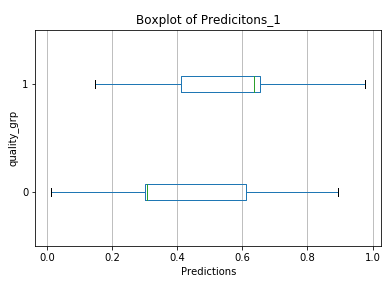 Boxplot of Predicitons_1
quality_grp
1
0
0.0 0.2 0.4 0.6 0.8 1.0
Predictions